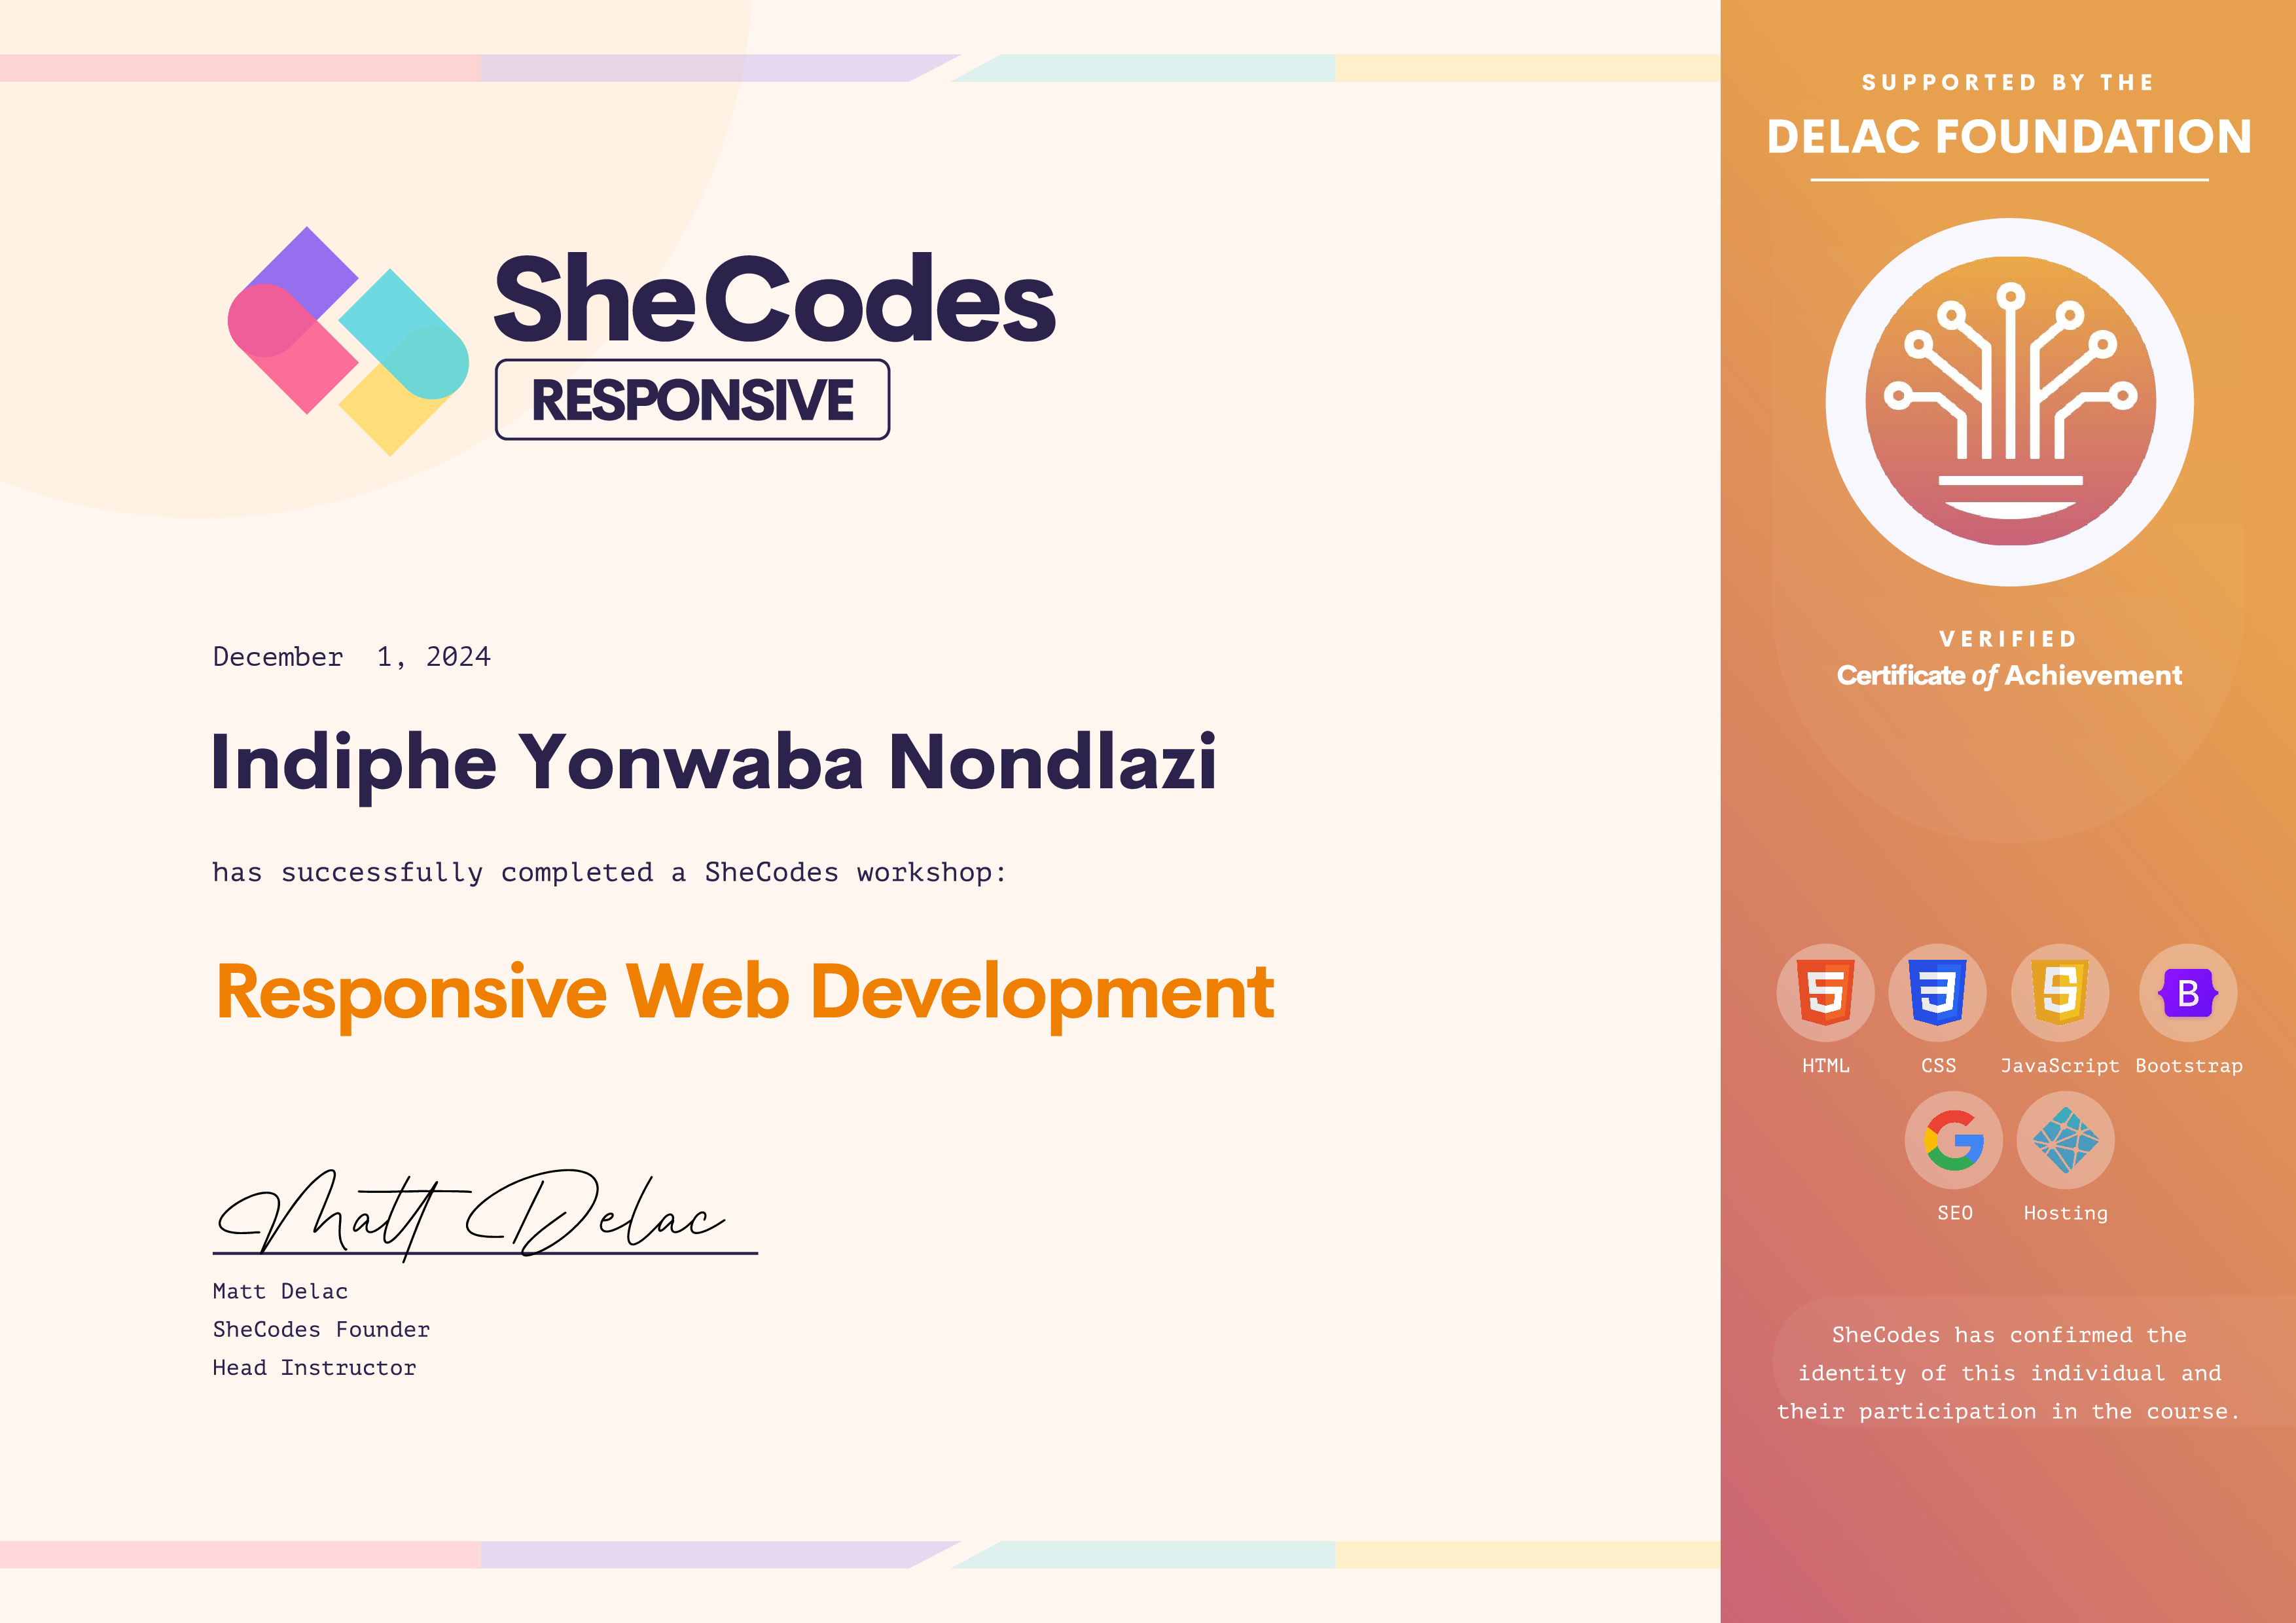 SheCodes
RESPONSIVE
December 1, 2024
Indiphe Yonwaba Nondlazi
has successfully completed a SheCodes workshop:
Responsive Web Development
Matt Delac
Matt Delac
SheCodes Founder
Head Instructor
SUPPORTED BY THE
DELAC FOUNDATION
VERIFIED
Certificate of Achievement
HTML CSS JavaScript Bootstrap
SEO Hosting
SheCodes has confirmed the
identity of this individual and
their participation in the course.